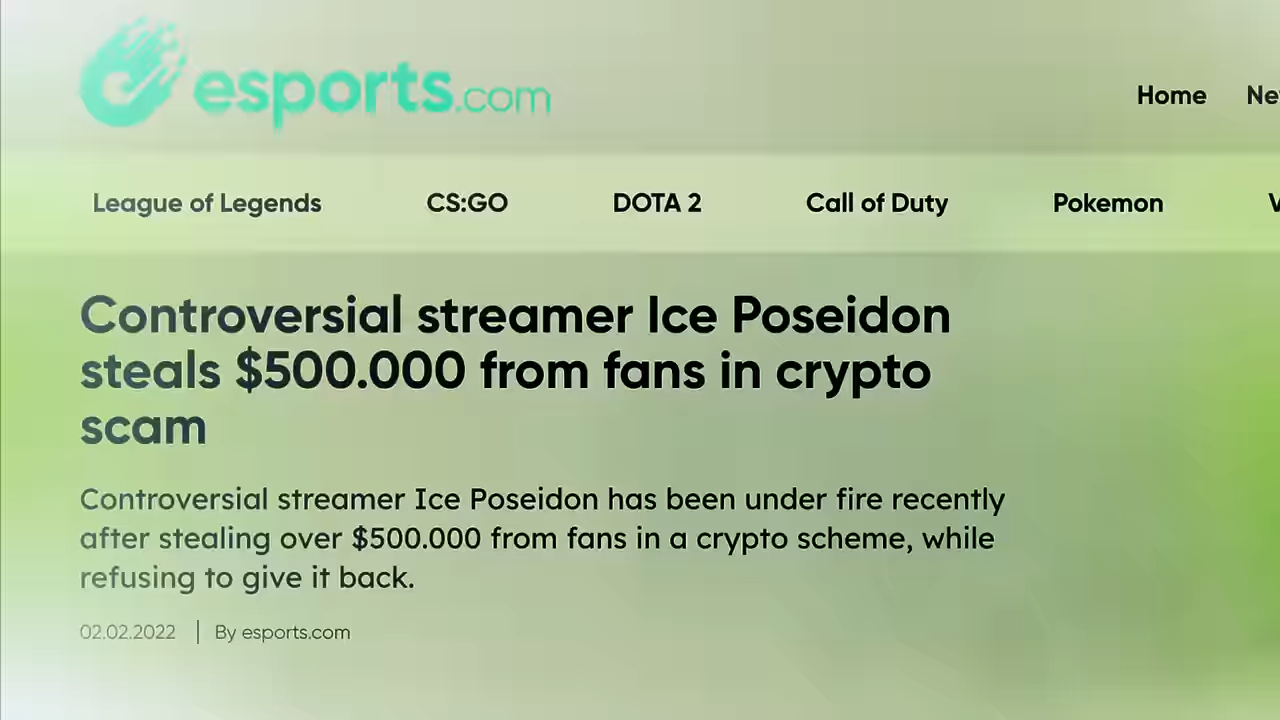 esports.com
Home
League of Legends CS:GO DOTA 2 Call of Duty Pokemon
Controversial streamer Ice Poseidon
steals $500.000 from fans in crypto
scam
Controversial streamer Ice Poseidon has been under fire recently
after stealing over $500.000 from fans in a crypto scheme, while
refusing to give it back.
02.02.2022 | By esports.com